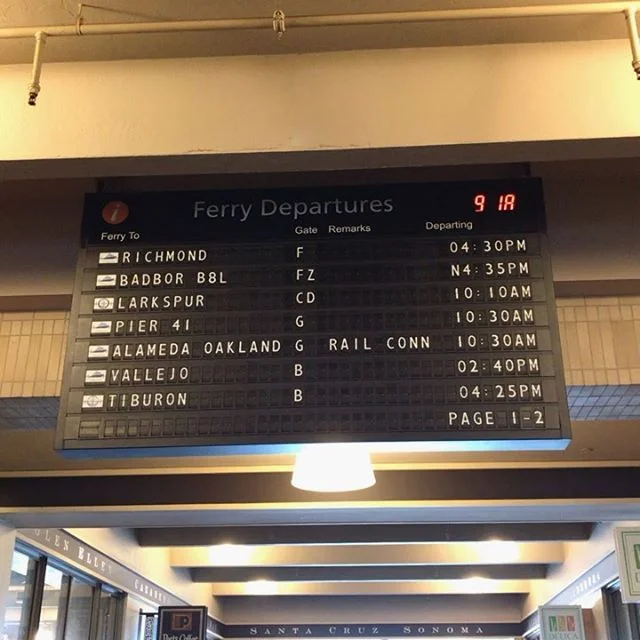 i Ferry Departures 9 1A
Ferry To Gate Remarks Departing
RICHMOND F 04:30PM
BADBOR B8L FZ N4:35PM
LARKSPUR CD 10:10AM
PIER 41 G 10:30AM
ALAMEDA OAKLAND G RAIL CONN 10:30AM
VALLEJO B 02:40PM
TIBURON B 04:25PM
PAGE 1-2
GLEN ELLE
SANTA CRUZ SONOMA